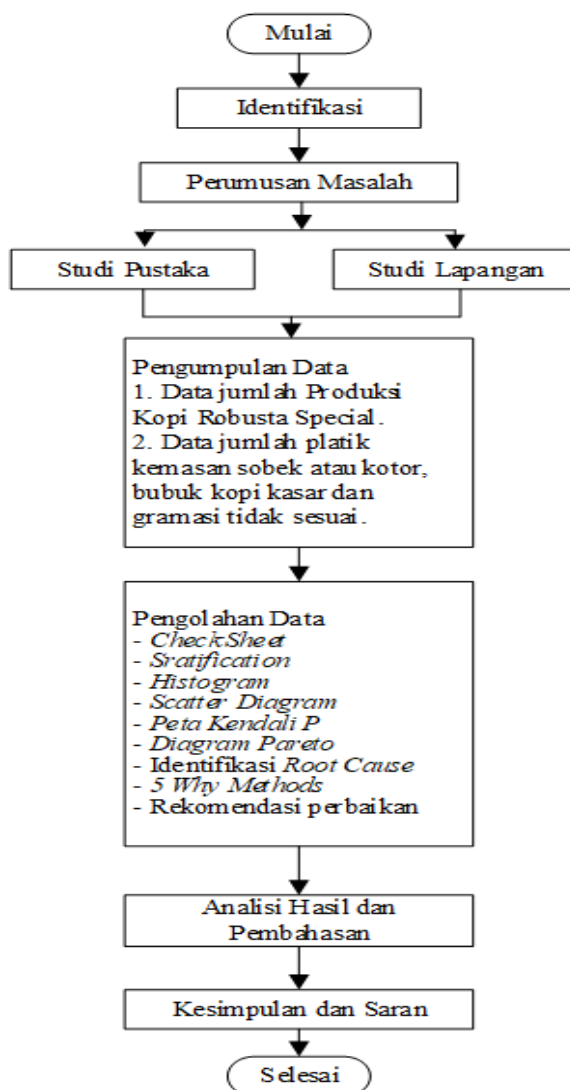 Mulai
Identifikasi
Perumusan Masalah
Studi Pustaka
Studi Lapangan
Pengumpulan Data
1. Data jumlah Produksi
Kopi Robusta Special.
2. Data jumlah platik
kemasan sobek atau kotor,
bubuk kopi kasar dan
gramasi tidak sesuai.
Pengolahan Data
- CheckSheet
- Sratification
- Histogram
- Scatter Diagram
- Peta Kendali P
- Diagram Pareto
- Identifikasi Root Cause
- 5 Why Methods
- Rekomendasi perbaikan
Analisi Hasil dan
Pembahasan
Kesimpulan dan Saran
Selesai